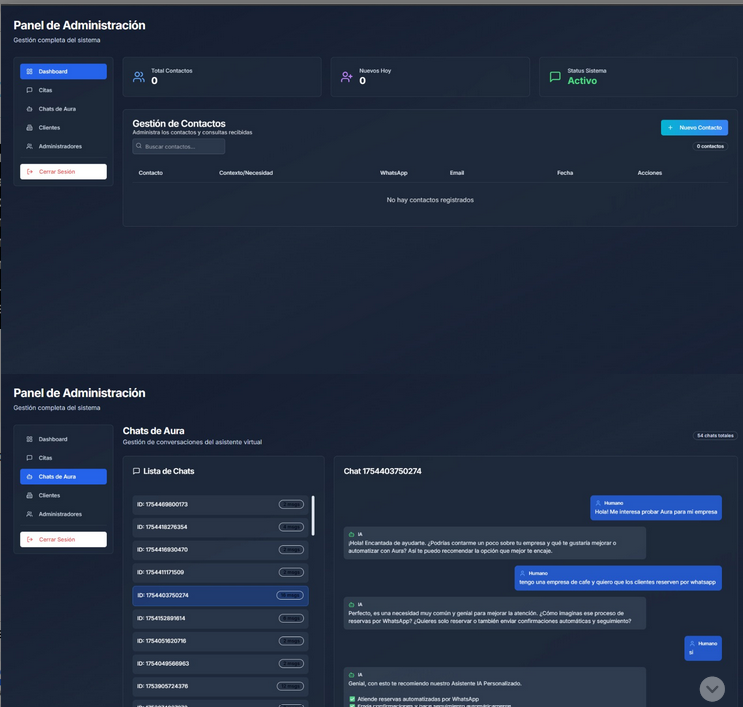 Panel de Administración
Gestión completa del sistema
Dashboard
Citas
Chats de Aura
Clientes
Administradores
Cerrar Sesión
Total Contactos
0
Nuevos Hoy
0
Status Sistema
Activo
Gestión de Contactos
Administra los contactos y consultas recibidas
Buscar contactos...
+ Nuevo Contacto
0 contactos
Contacto Contexto/Necesidad WhatsApp Email Fecha Acciones
No hay contactos registrados
Panel de Administración
Gestión completa del sistema
Dashboard
Citas
Chats de Aura
Clientes
Administradores
Cerrar Sesión
Chats de Aura
Gestión de conversaciones del asistente virtual
54 chats totales
Lista de Chats
ID: 1754469800173
ID: 1754418276354
ID: 1754416930470
ID: 1754411171509
ID: 1754403750274
ID: 1754152891614
ID: 1754051620716
ID: 1754049566963
ID: 1753905724376
Chat 1754403750274
Humano
Hola! Me interesa probar Aura para mi empresa
IA
¡Hola! Encantada de ayudarte. ¿Podrías contarme un poco sobre tu empresa y qué te gustaría mejorar o
automatizar con Aura? Así te puedo recomendar la opción que mejor te encaje.
Humano
tengo una empresa de cafe y quiero que los clientes reserven por whatsapp
IA
Perfecto, es una necesidad muy común y genial para mejorar la atención. ¿Cómo imaginas ese proceso de
reservas por WhatsApp? ¿Quieres solo reservar o también enviar confirmaciones automáticas y seguimiento?
Humano
si
IA
Genial, con esto te recomiendo instalar Asistente IA Personalizado.
✅ Atiende reservas automatizadas por WhatsApp